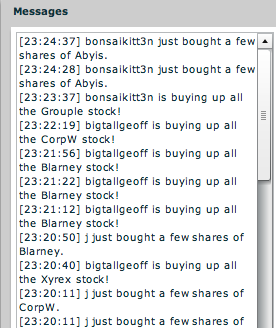 Messages
[23:24:37] bonsaikitt3n just bought a few
shares of Abyis.
[23:24:28] bonsaikitt3n just bought a few
shares of Abyis.
[23:23:37] bonsaikitt3n is buying up all
the Grouple stock!
[23:22:19] bigtallgeoff is buying up all
the CorpW stock!
[23:21:56] bigtallgeoff is buying up all
the Blarney stock!
[23:21:22] bigtallgeoff is buying up all
the Blarney stock!
[23:21:12] bigtallgeoff is buying up all
the Blarney stock!
[23:20:50] j just bought a few shares of
Blarney.
[23:20:40] bigtallgeoff is buying up all
the Xyrex stock!
[23:20:11] j just bought a few shares of
CorpW.
[23:20:11] j just bought a few shares of